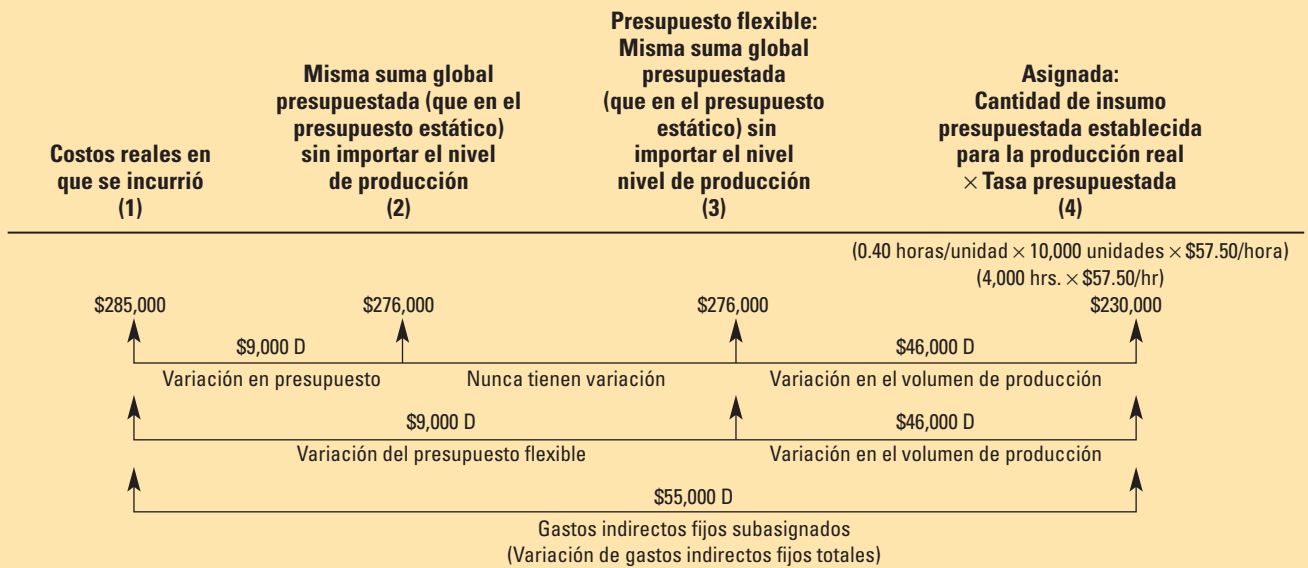 Costos reales en
que se incurrió
(1)
Misma suma global
presupuestada (que en el
presupuesto estático)
sin importar el nivel
de producción
(2)
Presupuesto flexible:
Misma suma global
presupuestada
(que en el presupuesto
estático) sin
importar el nivel
nivel de producción
(3)
Asignada:
Cantidad de insumo
presupuestada establecida
para la producción real
× Tasa presupuestada
(4)
(0.40 horas/unidad × 10,000 unidades × $57.50/hora)
(4,000 hrs. × $57.50/hr)
$285,000 $276,000 $276,000 $230,000
$9,000 D $46,000 D
Variación en presupuesto Nunca tienen variación Variación en el volumen de producción
$9,000 D $46,000 D
Variación del presupuesto flexible Variación en el volumen de producción
$55,000 D
Gastos indirectos fijos subasignados
(Variación de gastos indirectos fijos totales)